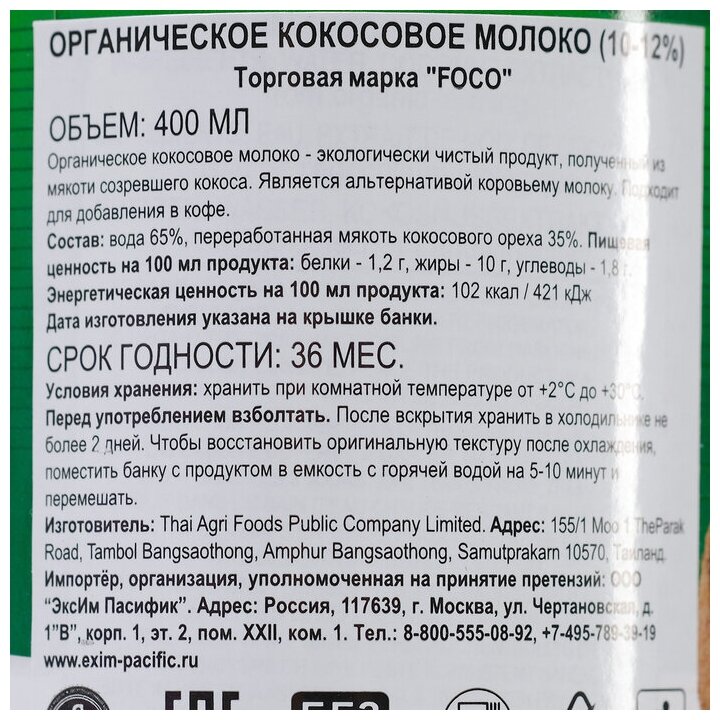 ОРГАНИЧЕСКОЕ КОКОСОВОЕ МОЛОКО (10-12%)
Торговая марка "FOCO"
ОБЪЕМ: 400 МЛ
Органическое кокосовое молоко - экологически чистый продукт, полученный из
мякоти созревшего кокоса. Является альтернативой коровьему молоку. Подходит
для добавления в кофе.
Состав: вода 65%, переработанная мякоть кокосового ореха 35%. Пищевая
ценность на 100 мл продукта: белки - 1,2 г, жиры - 10 г, углеводы - 1,8 г.
Энергетическая ценность на 100 мл продукта: 102 ккал / 421 кДж
Дата изготовления указана на крышке банки.
СРОК ГОДНОСТИ: 36 МЕС.
Условия хранения: хранить при комнатной температуре от +2°С до +30°С.
Перед употреблением взболтать. После вскрытия хранить в холодильнике не
более 2 дней. Чтобы восстановить оригинальную текстуру после охлаждения,
поместить банку с продуктом в емкость с горячей водой на 5-10 минут и
перемешать.
Изготовитель: Thai Agri Foods Public Company Limited. Адрес: 155/1 Moo 1 TheParak
Road, Tambol Bangsaothong, Amphur Bangsaothong, Samutprakarn 10570, Таиланд.
Импортёр, организация, уполномоченная на принятие претензий: ООО
"ЭксИм Пасифик". Адрес: Россия, 117639, г. Москва, ул. Чертановская, д.
1"В", корп. 1, эт. 2, пом. XXII, ком. 1. Тел.: 8-800-555-08-92, +7-495-789-39-19
www.exim-pacific.ru
БЕЗ